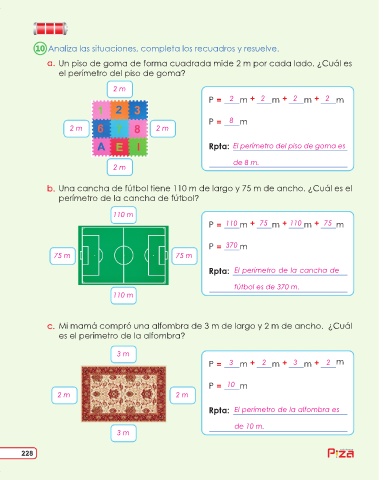 10 Analiza las situaciones, completa los recuadros y resuelve.
a. Un piso de goma de forma cuadrada mide 2 m por cada lado. ¿Cuál es
el perímetro del piso de goma?
2 m
P = 2 m + 2 m + 2 m + 2 m
1 2 3
P = 8 m
2 m
6 7 8
2 m
A E I
Rpta: El perímetro del piso de goma es
de 8 m.
2 m
b. Una cancha de fútbol tiene 110 m de largo y 75 m de ancho. ¿Cuál es el
perímetro de la cancha de fútbol?
110 m
P = 110 m + 75 m + 110 m + 75 m
P = 370 m
75 m
75 m
Rpta: El perímetro de la cancha de
fútbol es de 370 m.
110 m
c. Mi mamá compró una alfombra de 3 m de largo y 2 m de ancho. ¿Cuál
es el perímetro de la alfombra?
3 m
P = 3 m + 2 m + 3 m + 2 m
P = 10 m
2 m
2 m
Rpta: El perímetro de la alfombra es
de 10 m.
3 m
228
Piza